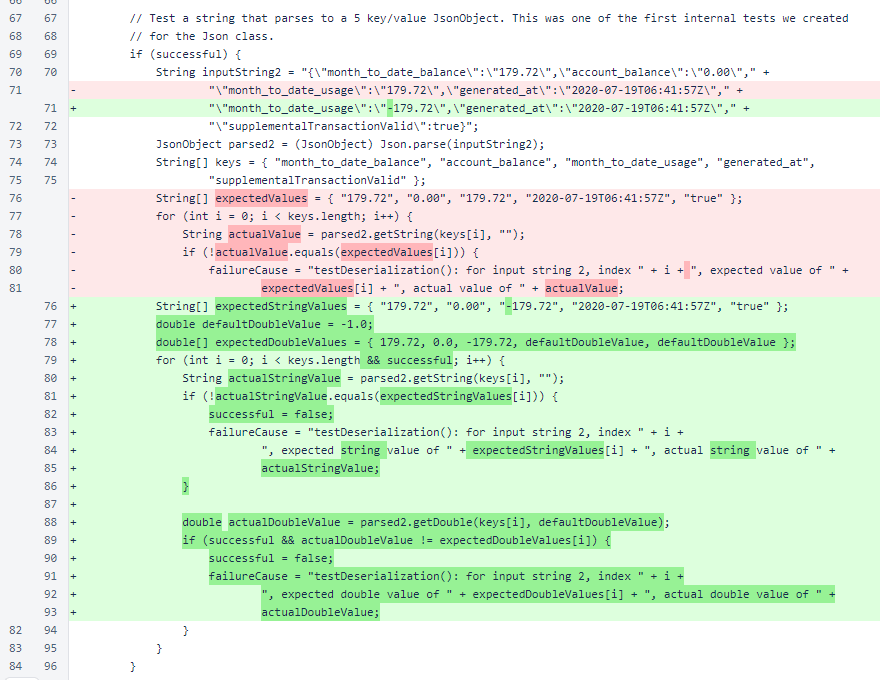 66 66
67 67 // Test a string that parses to a 5 key/value JsonObject. This was one of the first internal tests we created
68 68 // for the Json class.
69 69 if (successful) {
70 70 String inputString2 = "{\"month_to_date_balance\":\"179.72\",\"account_balance\":\"0.00\"," +
71 - "\"month_to_date_usage\":\"179.72\",\"generated_at\":\"2020-07-19T06:41:57Z\"," +
71 + "\"month_to_date_usage\":\"-179.72\",\"generated_at\":\"2020-07-19T06:41:57Z\"," +
72 72 "\"supplementalTransactionValid\":true}";
73 73 JsonObject parsed2 = (JsonObject) Json.parse(inputString2);
74 74 String[] keys = { "month_to_date_balance", "account_balance", "month_to_date_usage", "generated_at",
75 75 "supplementalTransactionValid" };
76 - String[] expectedValues = { "179.72", "0.00", "179.72", "2020-07-19T06:41:57Z", "true" };
77 - for (int i = 0; i < keys.length; i++) {
78 - String actualValue = parsed2.getString(keys[i], "");
79 - if (!actualValue.equals(expectedValues[i])) {
80 - failureCause = "testDeserialization(): for input string 2, index " + i + ", expected value of " +
81 - expectedValues[i] + ", actual value of " + actualValue;
76 + String[] expectedStringValues = { "179.72", "0.00", "-179.72", "2020-07-19T06:41:57Z", "true" };
77 + double defaultDoubleValue = -1.0;
78 + double[] expectedDoubleValues = { 179.72, 0.0, -179.72, defaultDoubleValue, defaultDoubleValue };
79 + for (int i = 0; i < keys.length && successful; i++) {
80 + String actualStringValue = parsed2.getString(keys[i], "");
81 + if (!actualStringValue.equals(expectedStringValues[i])) {
82 + successful = false;
83 + failureCause = "testDeserialization(): for input string 2, index " + i +
84 + ", expected string value of " + expectedStringValues[i] + ", actual string value of " +
85 + actualStringValue;
86 + }
87 +
88 + double actualDoubleValue = parsed2.getDouble(keys[i], defaultDoubleValue);
89 + if (successful && actualDoubleValue != expectedDoubleValues[i]) {
90 + successful = false;
91 + failureCause = "testDeserialization(): for input string 2, index " + i +
92 + ", expected double value of " + expectedDoubleValues[i] + ", actual double value of " +
93 + actualDoubleValue;
82 94 }
83 95 }
84 96 }